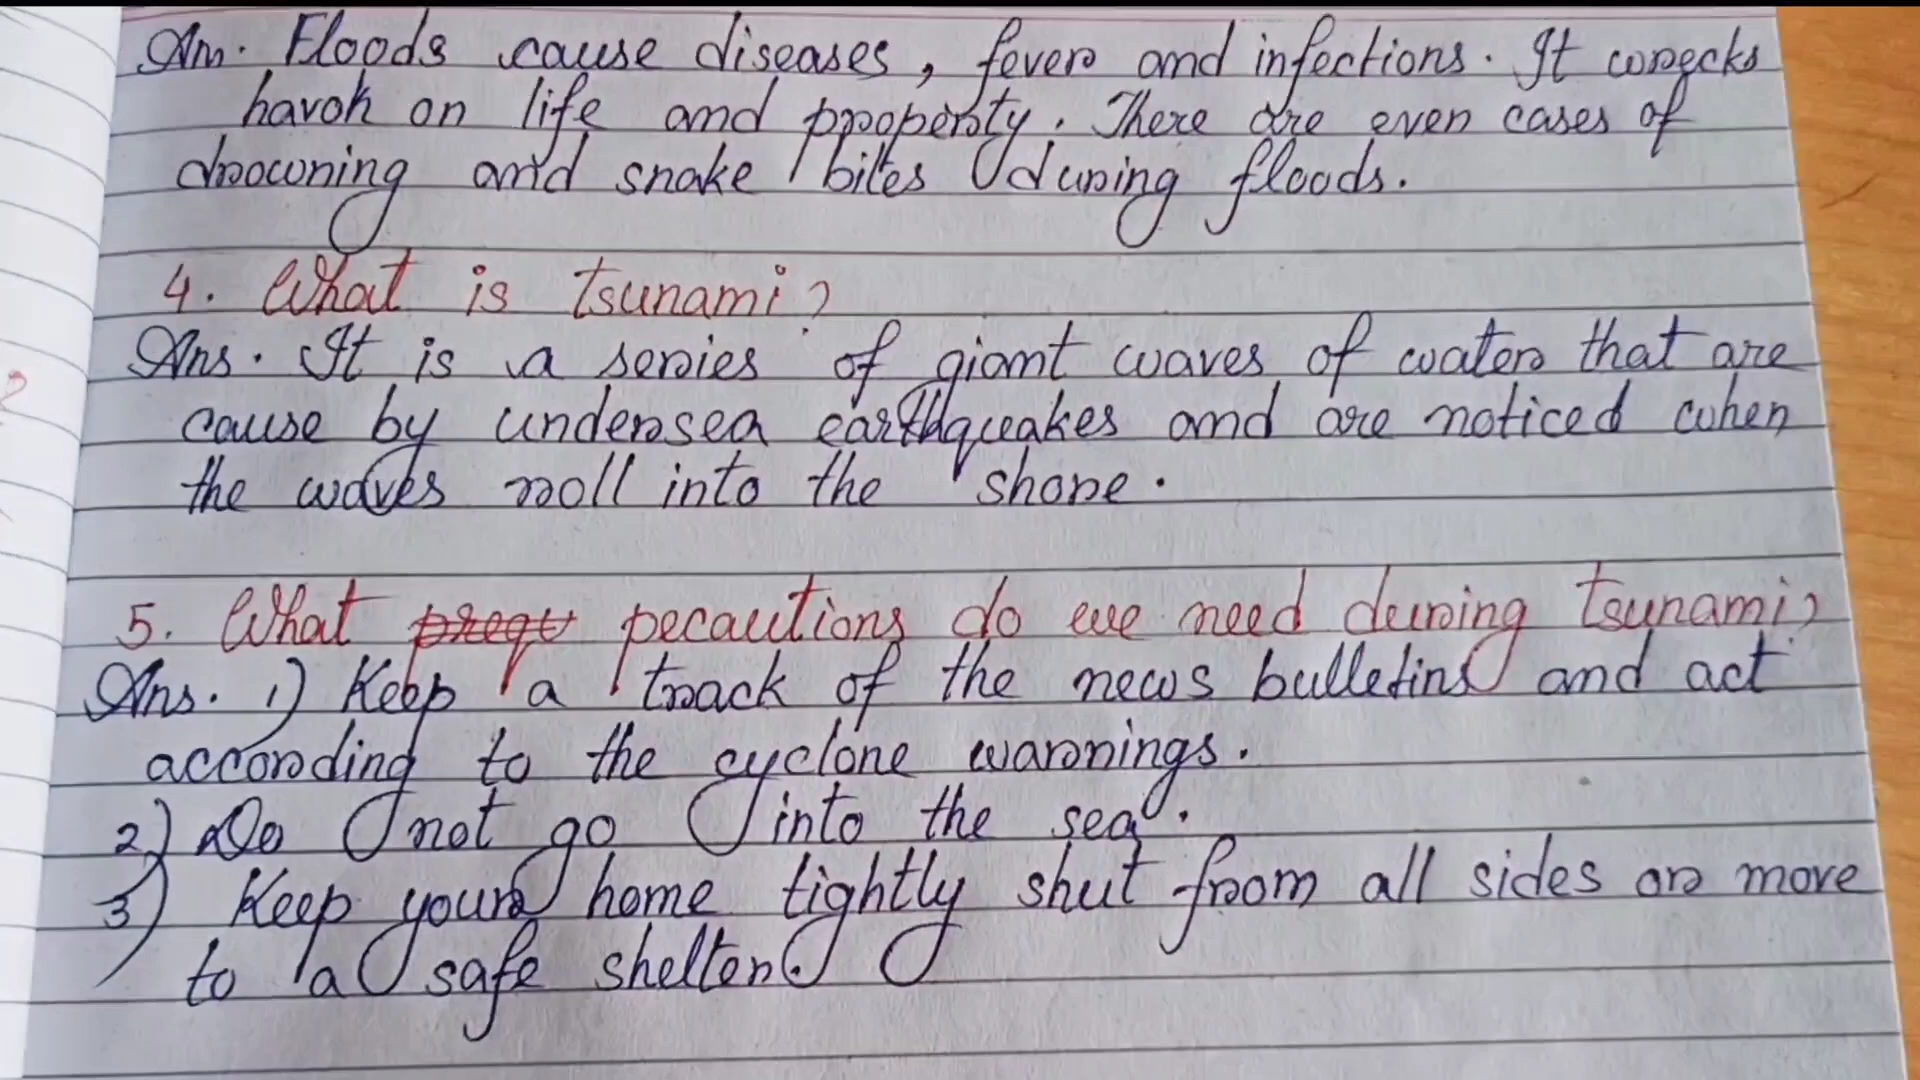 Ans. Floods cause diseases, fever and infections. It wrecks
havok on life and property. There are even cases of
drowning and snake bites during floods.
4. What is tsunami?
Ans. It is a series of giant waves of water that are
cause by undersea earthquakes and are noticed when
the waves roll into the shore.
5. What pecautions do we need during tsunami?
Ans. 1) Keep a track of the news bulletins and act
according to the cyclone warnings.
2) Do not go into the sea.
3) Keep your home tightly shut from all sides or move
to a safe shelter.